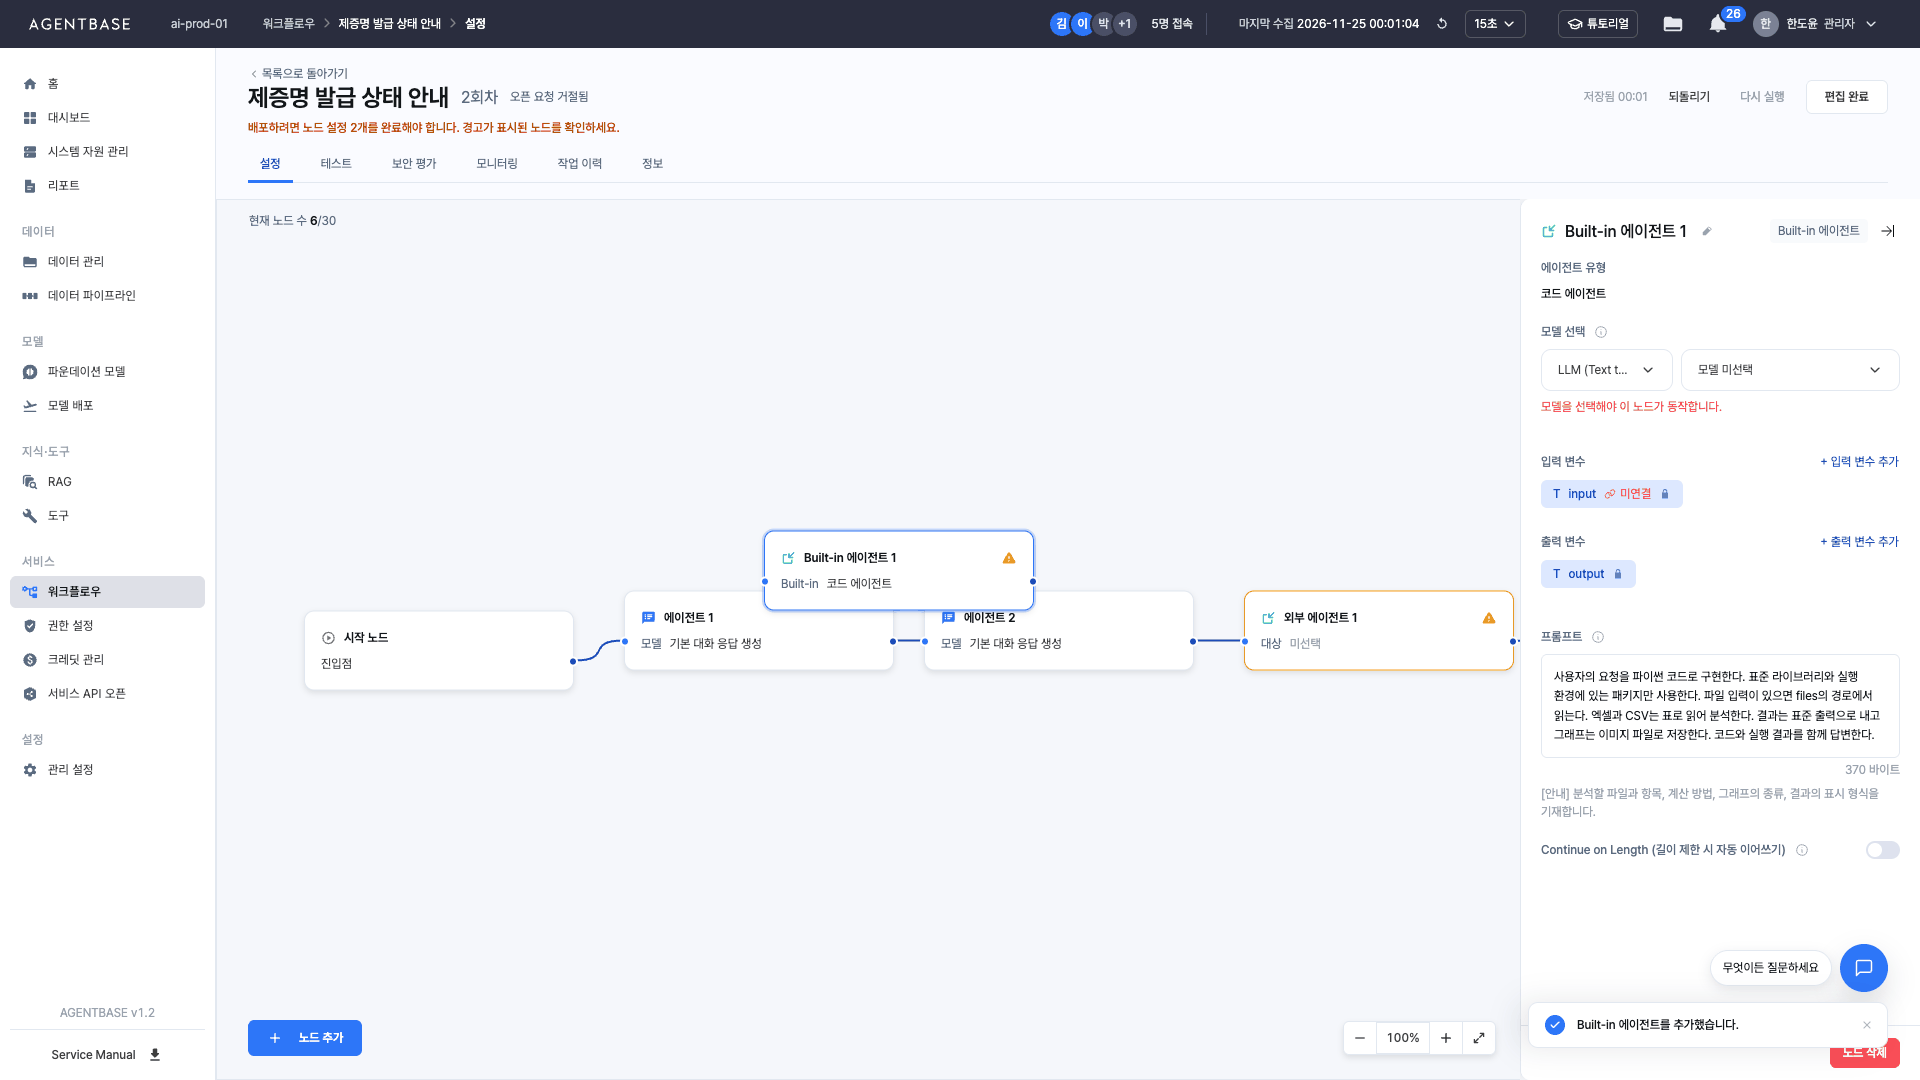 AGENTBASE
ai-prod-01
워크플로우 > 제증명 발급 상태 안내 > 설정
김 이 박 +1 5명 접속
마지막 수집 2026-11-25 00:01:04
15초
튜토리얼
26
한 한도윤 관리자
홈
대시보드
시스템 자원 관리
리포트
데이터
데이터 관리
데이터 파이프라인
모델
파운데이션 모델
모델 배포
지식·도구
RAG
도구
서비스
워크플로우
권한 설정
크레딧 관리
서비스 API 오픈
설정
관리 설정
AGENTBASE v1.2
Service Manual
목록으로 돌아가기
제증명 발급 상태 안내 2회차 오픈 요청 거절됨
저장됨 00:01 되돌리기 다시 실행 편집 완료
배포하려면 노드 설정 2개를 완료해야 합니다. 경고가 표시된 노드를 확인하세요.
설정 테스트 보안 평가 모니터링 작업 이력 정보
현재 노드 수 6/30
시작 노드
진입점
에이전트 1
모델 기본 대화 응답 생성
Built-in 에이전트 1
Built-in 코드 에이전트
에이전트 2
모델 기본 대화 응답 생성
외부 에이전트 1
대상 미선택
노드 추가
100%
Built-in 에이전트 1
Built-in 에이전트
에이전트 유형
코드 에이전트
모델 선택
LLM (Text t...
모델 미선택
모델을 선택해야 이 노드가 동작합니다.
입력 변수
+ 입력 변수 추가
T input 미연결
출력 변수
+ 출력 변수 추가
T output
프롬프트
사용자의 요청을 파이썬 코드로 구현한다. 표준 라이브러리와 실행
환경에 있는 패키지만 사용한다. 파일 입력이 있으면 files의 경로에서
읽는다. 엑셀과 CSV는 표로 읽어 분석한다. 결과는 표준 출력으로 내고
그래프는 이미지 파일로 저장한다. 코드와 실행 결과를 함께 답변한다.
370 바이트
[안내] 분석할 파일과 항목, 계산 방법, 그래프의 종류, 결과의 표시 형식을
기재합니다.
Continue on Length (길이 제한 시 자동 이어쓰기)
무엇이든 질문하세요
Built-in 에이전트를 추가했습니다.
노드 삭제